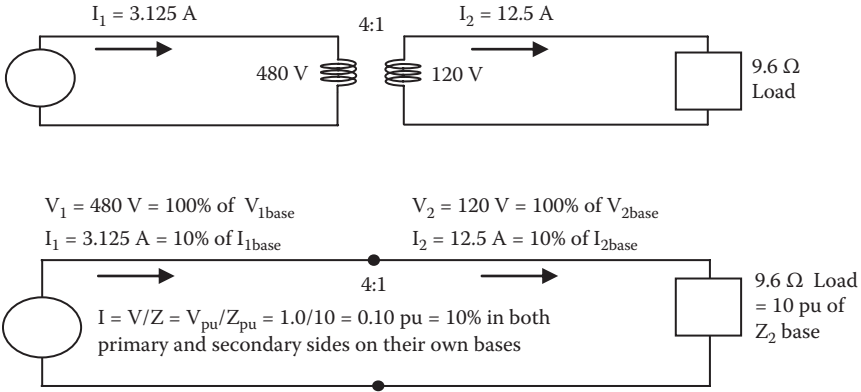 I₁ = 3.125 A
4:1
I₂ = 12.5 A
480 V
120 V
9.6 Ω
Load
V₁ = 480 V = 100% of V₁base
V₂ = 120 V = 100% of V₂base
I₁ = 3.125 A = 10% of I₁base
I₂ = 12.5 A = 10% of I₂base
4:1
I = V/Z = Vpu/Zpu = 1.0/10 = 0.10 pu = 10% in both
primary and secondary sides on their own bases
9.6 Ω Load
= 10 pu of
Z₂ base